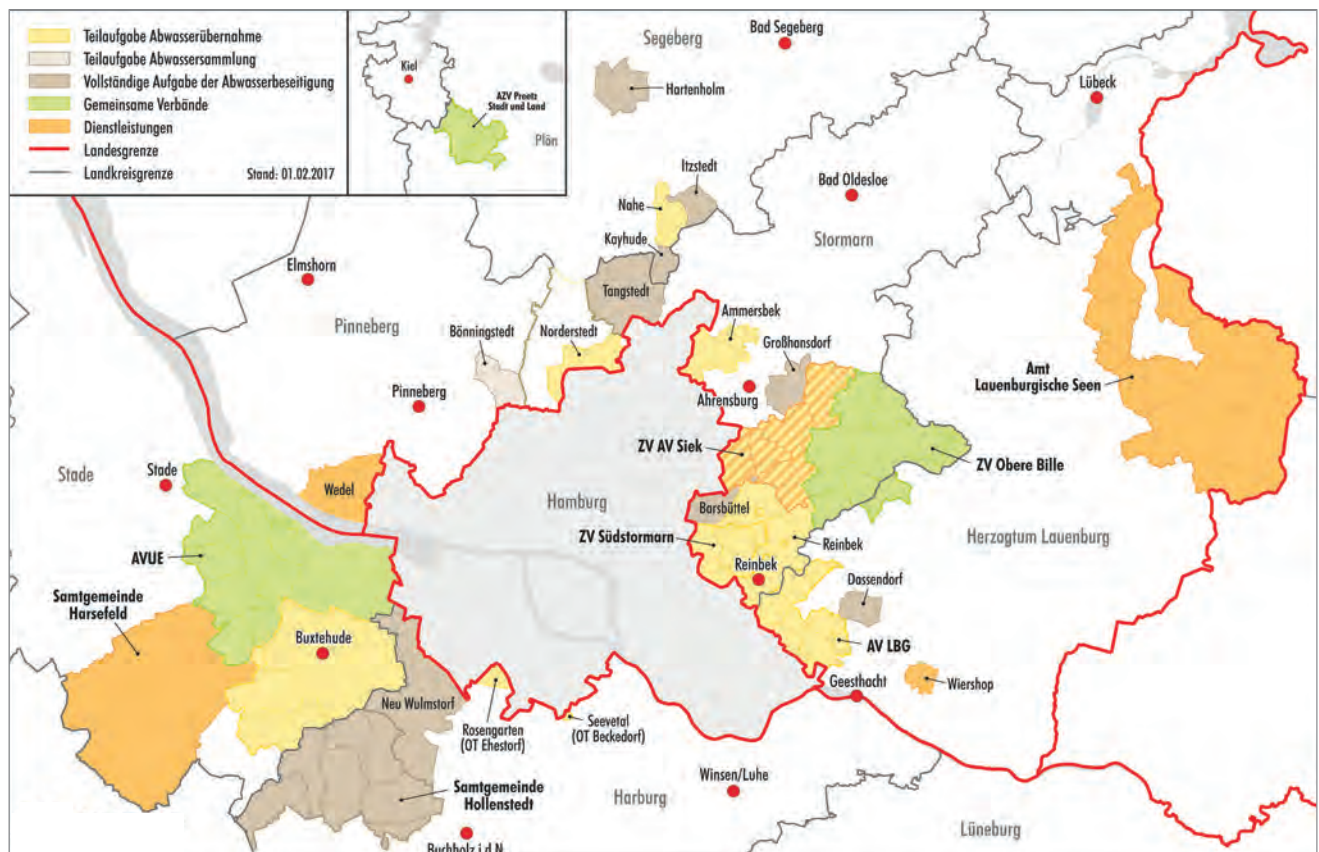 Teilaufgabe Abwasserübernahme
Teilaufgabe Abwassersammlung
Vollständige Aufgabe der Abwasserbeseitigung
Gemeinsame Verbände
Dienstleistungen
Landesgrenze
Landkreisgrenze
Stand: 01.02.2017
Kiel
AZV Preetz
Stadt und Land
Plön
Segeberg
Bad Segeberg
Hartenholm
Lübeck
Itzstedt
Bad Oldesloe
Nahe
Kayhude
Stormarn
Elmshorn
Tangstedt
Pinneberg
Bönningstedt
Norderstedt
Ammersbek
Großhansdorf
Amt
Lauenburgische Seen
Pinneberg
Ahrensburg
ZV AV Siek
ZV Obere Bille
Stade
Stade
Wedel
Hamburg
Barsbüttel
Herzogtum Lauenburg
ZV Südstormarn
Reinbek
AVUE
Reinbek
Dassendorf
Samtgemeinde
Harsefeld
Buxtehude
AV LBG
Geesthacht
Wiershop
Neu Wulmstorf
Rosengarten
(OT Ehestorf)
Seevetal
(OT Beckedorf)
Samtgemeinde
Hollenstedt
Harburg
Winsen/Luhe
Lüneburg
Buchholz i.d.N.